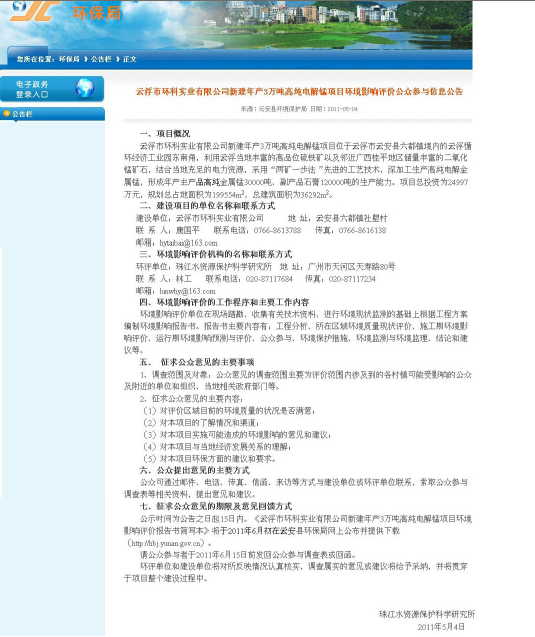 环保局
您所在位置：环保局 》公告栏 》正文
电子政务
登录入口
公告栏
云浮市环科实业有限公司新建年产3万吨高纯电解锰项目环境影响评价公众参与信息公告
来源：云安县环境保护局 日期：2011-05-04
一、项目概况
云浮市环科实业有限公司新建年产3万吨高纯电解锰项目位于云浮市云安县六都镇境内的云浮循
环经济工业园东南角，利用云浮当地丰富的高品位硫铁矿以及邻近广西桂平地区储量丰富的二氧化
锰矿石，结合当地充足的电力资源，采用“两矿一步法”先进的工艺技术，深加工生产高纯电解金
属锰，形成年产主产品高纯金属锰30000吨、副产品石膏120000吨的生产能力。项目总投资为24997
万元，规划总占地面积为199554m²，总建筑面积为36292m²。
二、建设项目的单位名称和联系方式
建设单位：云浮市环科实业有限公司 地 址：云安县六都镇社塱村
联 系 人：康国平 联系电话：0766-8613788 传真：0766-8616138
邮箱：hytaibai@163.com
三、环境影响评价机构的名称和联系方式
环评单位：珠江水资源保护科学研究所 地 址：广州市天河区天寿路80号
联 系 人：林工 联系电话：020-87117684 传真：020-87117234
邮箱：hnwhy@163.com
四、环境影响评价的工作程序和主要工作内容
环境影响评价单位在现场踏勘、收集有关技术资料、进行环境现状监测的基础上根据工程方案
编制环境影响报告书。报告书主要内容有：工程分析、所在区域环境质量现状评价、施工期环境影
响评价、运行期环境影响预测与评价、公众参与、环境保护措施、环境监测与环境监理、结论和建
议等。
五、 征求公众意见的主要事项
1、调查范围及对象：公众意见的调查范围主要为评价范围内涉及到的各村镇可能受影响的公众
及附近的单位和组织、当地相关政府部门等。
2、征求公众意见的主要内容：
（1）对评价区域目前的环境质量的状况是否满意；
（2）对本项目的了解情况和渠道；
（3）对本项目实施可能造成的环境影响的意见和建议；
（4）对本项目与当地经济发展关系的理解；
（5）对本项目环保方面的建议和要求。
六、公众提出意见的主要方式
公众可通过邮件、电话、传真、信函、来访等方式与建设单位或环评单位联系，索取公众参与
调查表等相关资料，提出意见和建议。
七、征求公众意见的期限及意见回馈方式
公示时间为公告之日起15日内。《云浮市环科实业有限公司新建年产3万吨高纯电解锰项目环境
影响评价报告书简写本》将于2011年6月初在云安县环保局网上公布并提供下载
（http://hbj.yunan.gov.cn）。
请公众参与者于2011年6月15日前发回公众参与调查表或回函。
环评单位和建设单位将对所反映情况认真核实，调查属实的意见或建议将给予采纳，并将贯穿
于项目整个建设过程中。
珠江水资源保护科学研究所
2011年5月4日